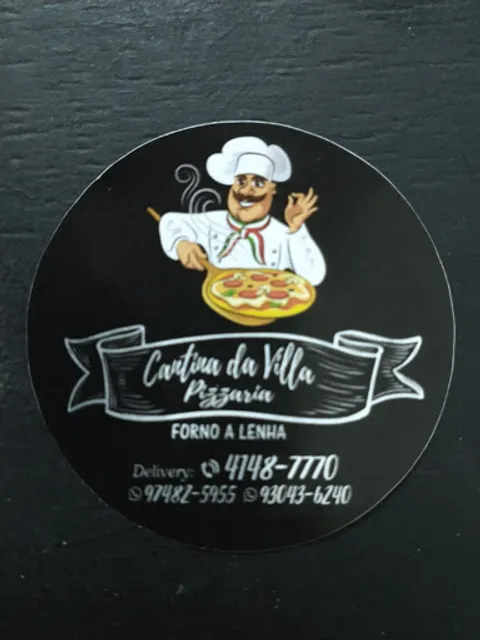 Cantina da Villa
Pizzaria
FORNO A LENHA
Delivery: 4148-7770
97482-5955 93043-6240